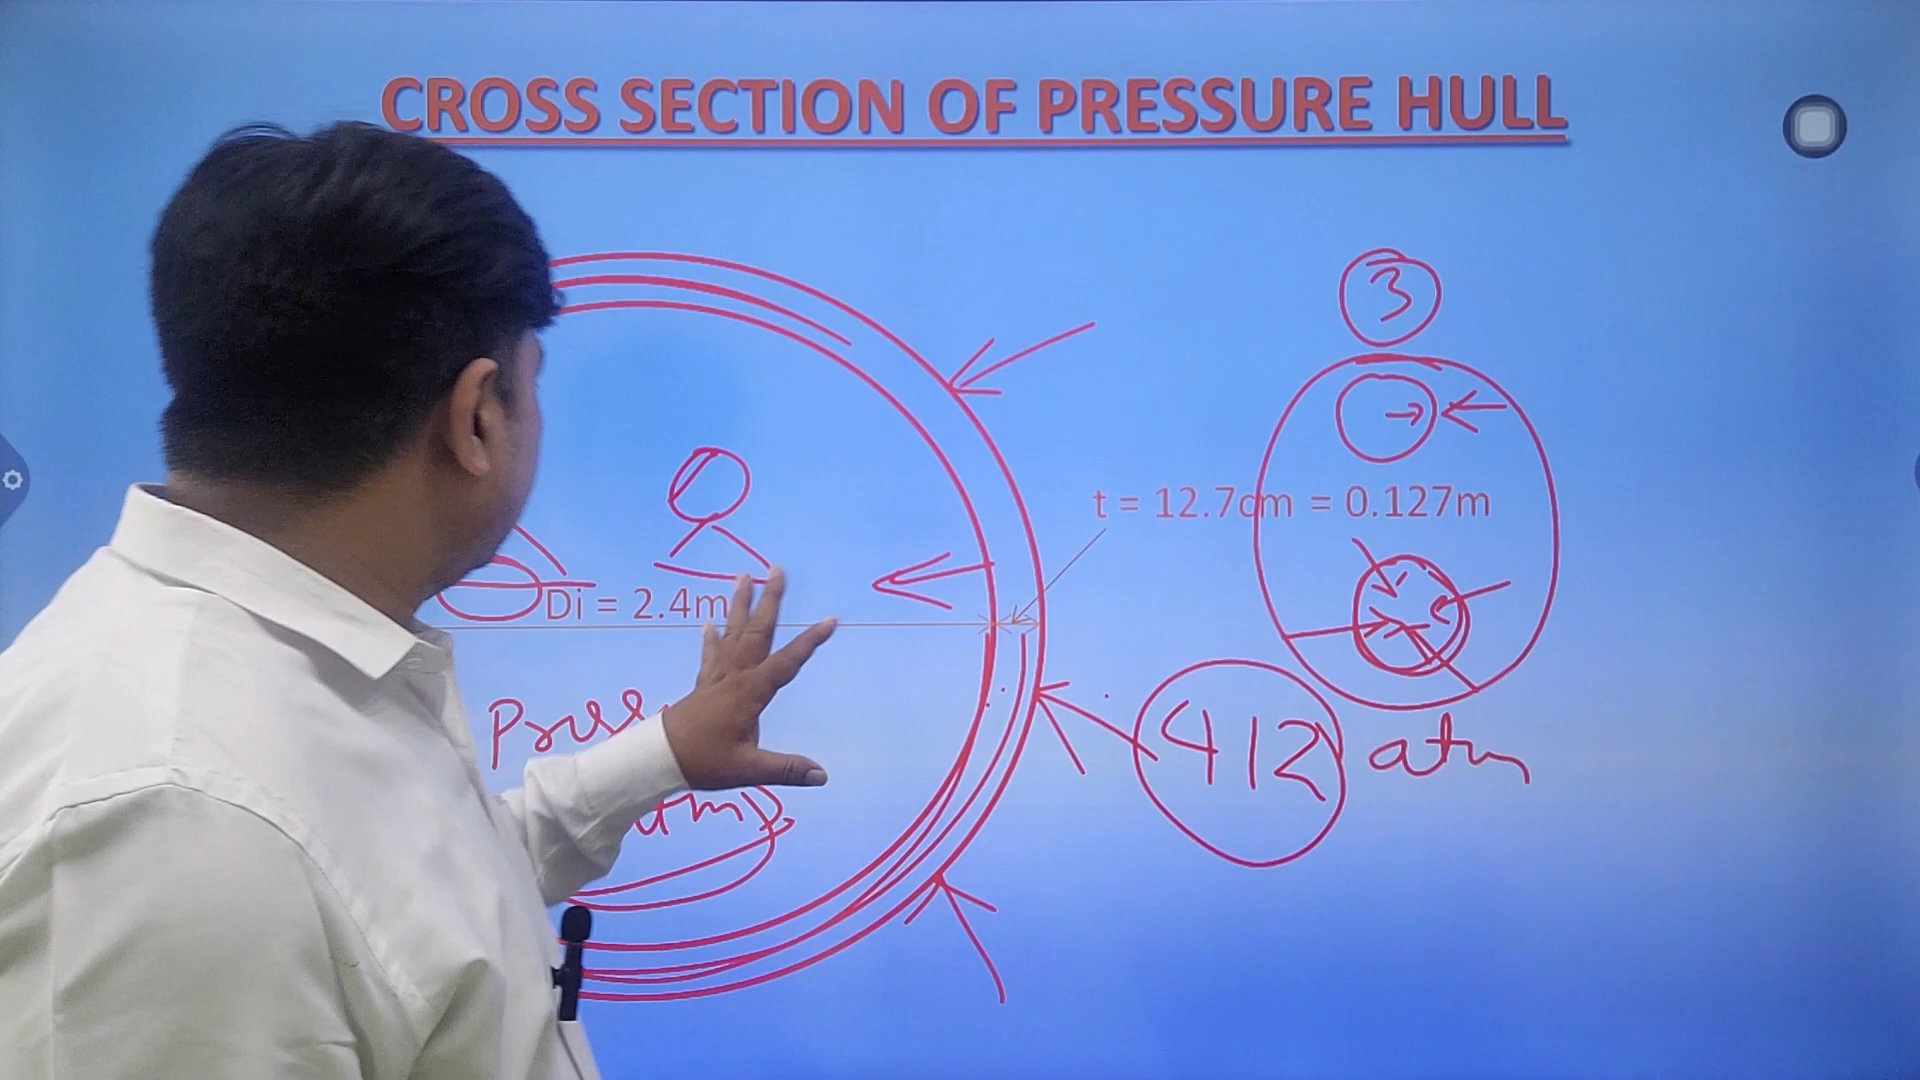 CROSS SECTION OF PRESSURE HULL
3
t = 12.7cm = 0.127m
Di = 2.4m
412 atm